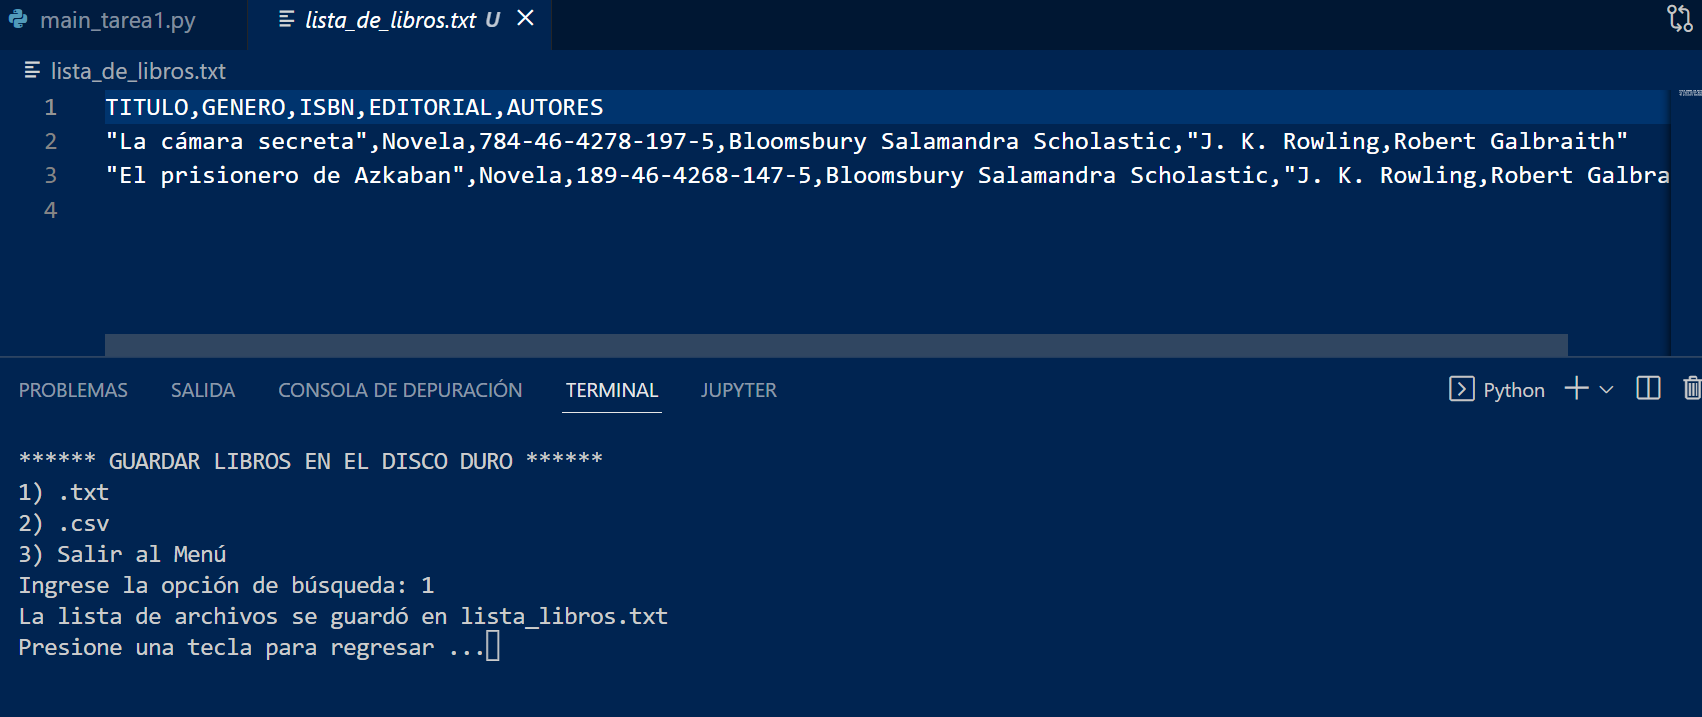 main_tarea1.py
lista_de_libros.txt U
lista_de_libros.txt
1 TITULO,GENERO,ISBN,EDITORIAL,AUTORES
2 "La cámara secreta",Novela,784-46-4278-197-5,Bloomsbury Salamandra Scholastic,"J. K. Rowling,Robert Galbraith"
3 "El prisionero de Azkaban",Novela,189-46-4268-147-5,Bloomsbury Salamandra Scholastic,"J. K. Rowling,Robert Galbra
4
PROBLEMAS SALIDA CONSOLA DE DEPURACIÓN TERMINAL JUPYTER Python
****** GUARDAR LIBROS EN EL DISCO DURO ******
1) .txt
2) .csv
3) Salir al Menú
Ingrese la opción de búsqueda: 1
La lista de archivos se guardó en lista_libros.txt
Presione una tecla para regresar ...